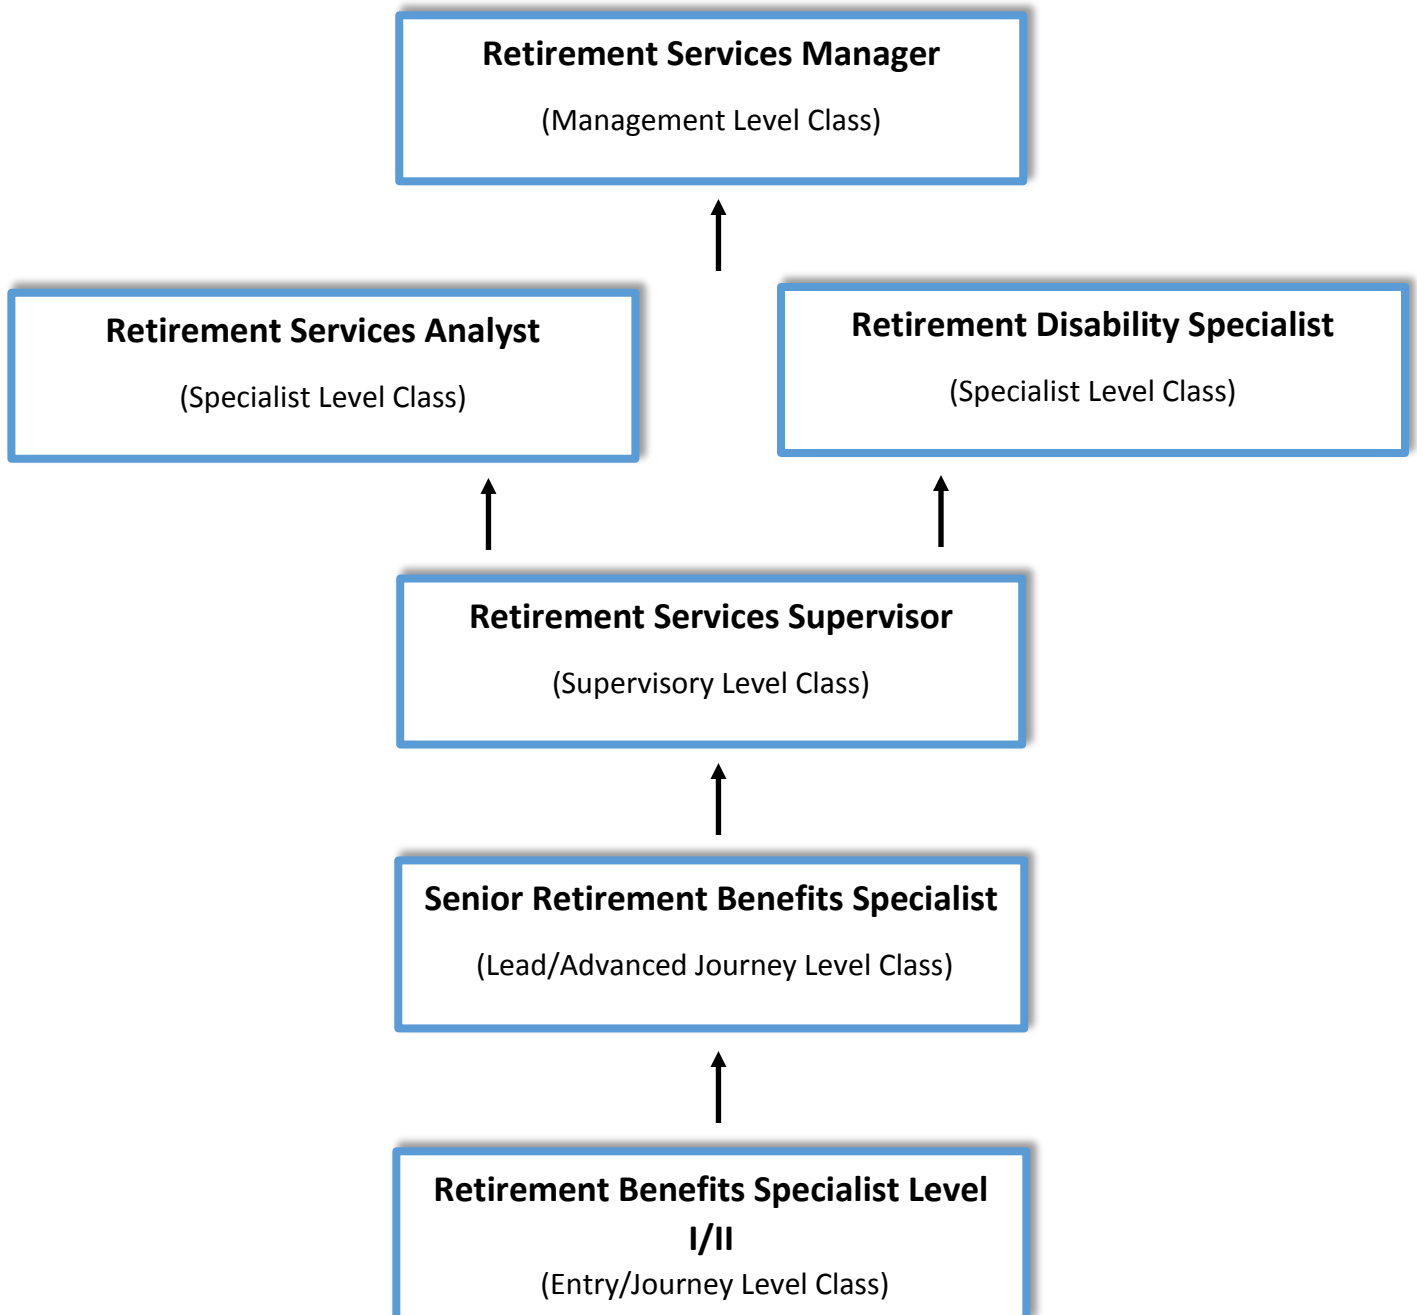 Retirement Services Manager
(Management Level Class)
Retirement Services Analyst
(Specialist Level Class)
Retirement Disability Specialist
(Specialist Level Class)
Retirement Services Supervisor
(Supervisory Level Class)
Senior Retirement Benefits Specialist
(Lead/Advanced Journey Level Class)
Retirement Benefits Specialist Level
I/II
(Entry/Journey Level Class)